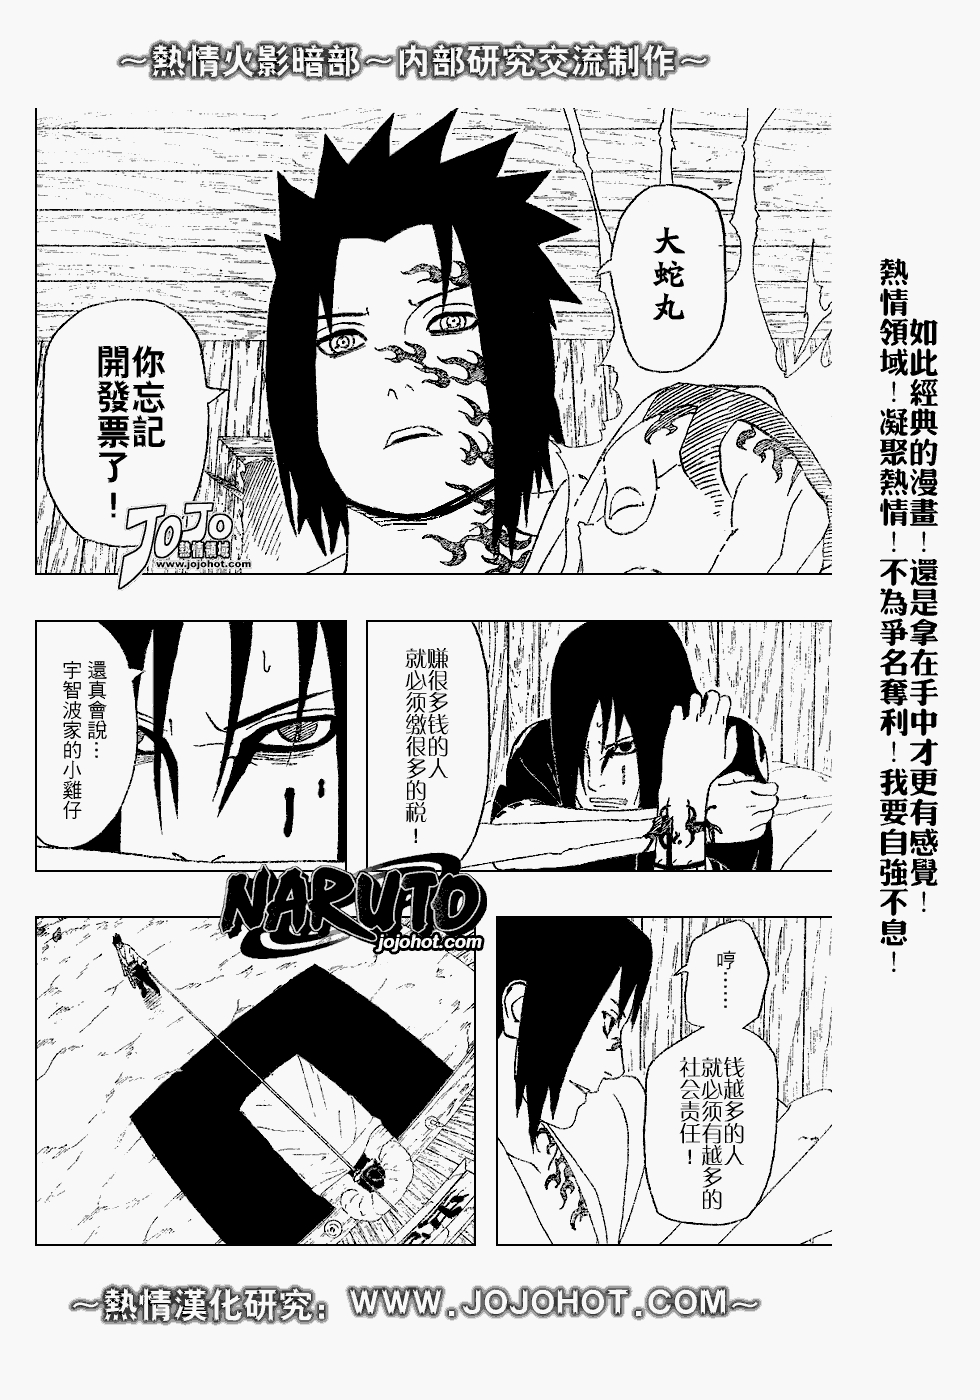 ～熱情火影暗部～内部研究交流制作～
大蛇丸
你忘記
開發票了！
JOJO
熱情領域
www.jojohot.com
如此經典的漫畫！還是拿在手中才更有感覺！
熱情領域！凝聚熱情！不為爭名奪利！我要自強不息！
赚很多钱的人
就必须缴很多的税！
還真會說…
宇智波家的小雞仔
NARUTO
jojohot.com
哼……
钱越多的人
就必须有越多的
社会责任！
～熱情漢化研究：WWW.JOJOHOT.COM～